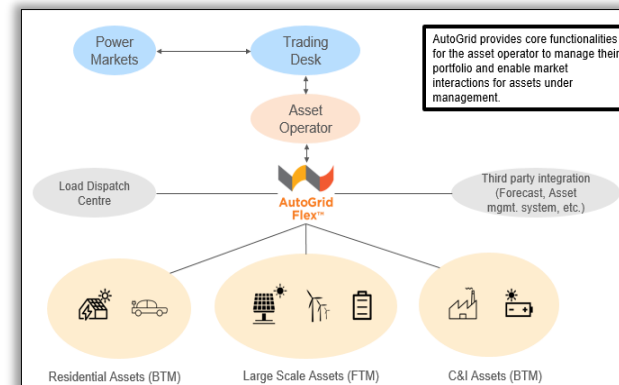 Power
Markets
Trading
Desk
AutoGrid provides core functionalities
for the asset operator to manage their
portfolio and enable market
interactions for assets under
management.
Asset
Operator
Load Dispatch
Centre
AutoGrid
Flex™
Third party integration
(Forecast, Asset
mgmt. system, etc.)
Residential Assets (BTM)
Large Scale Assets (FTM)
C&I Assets (BTM)